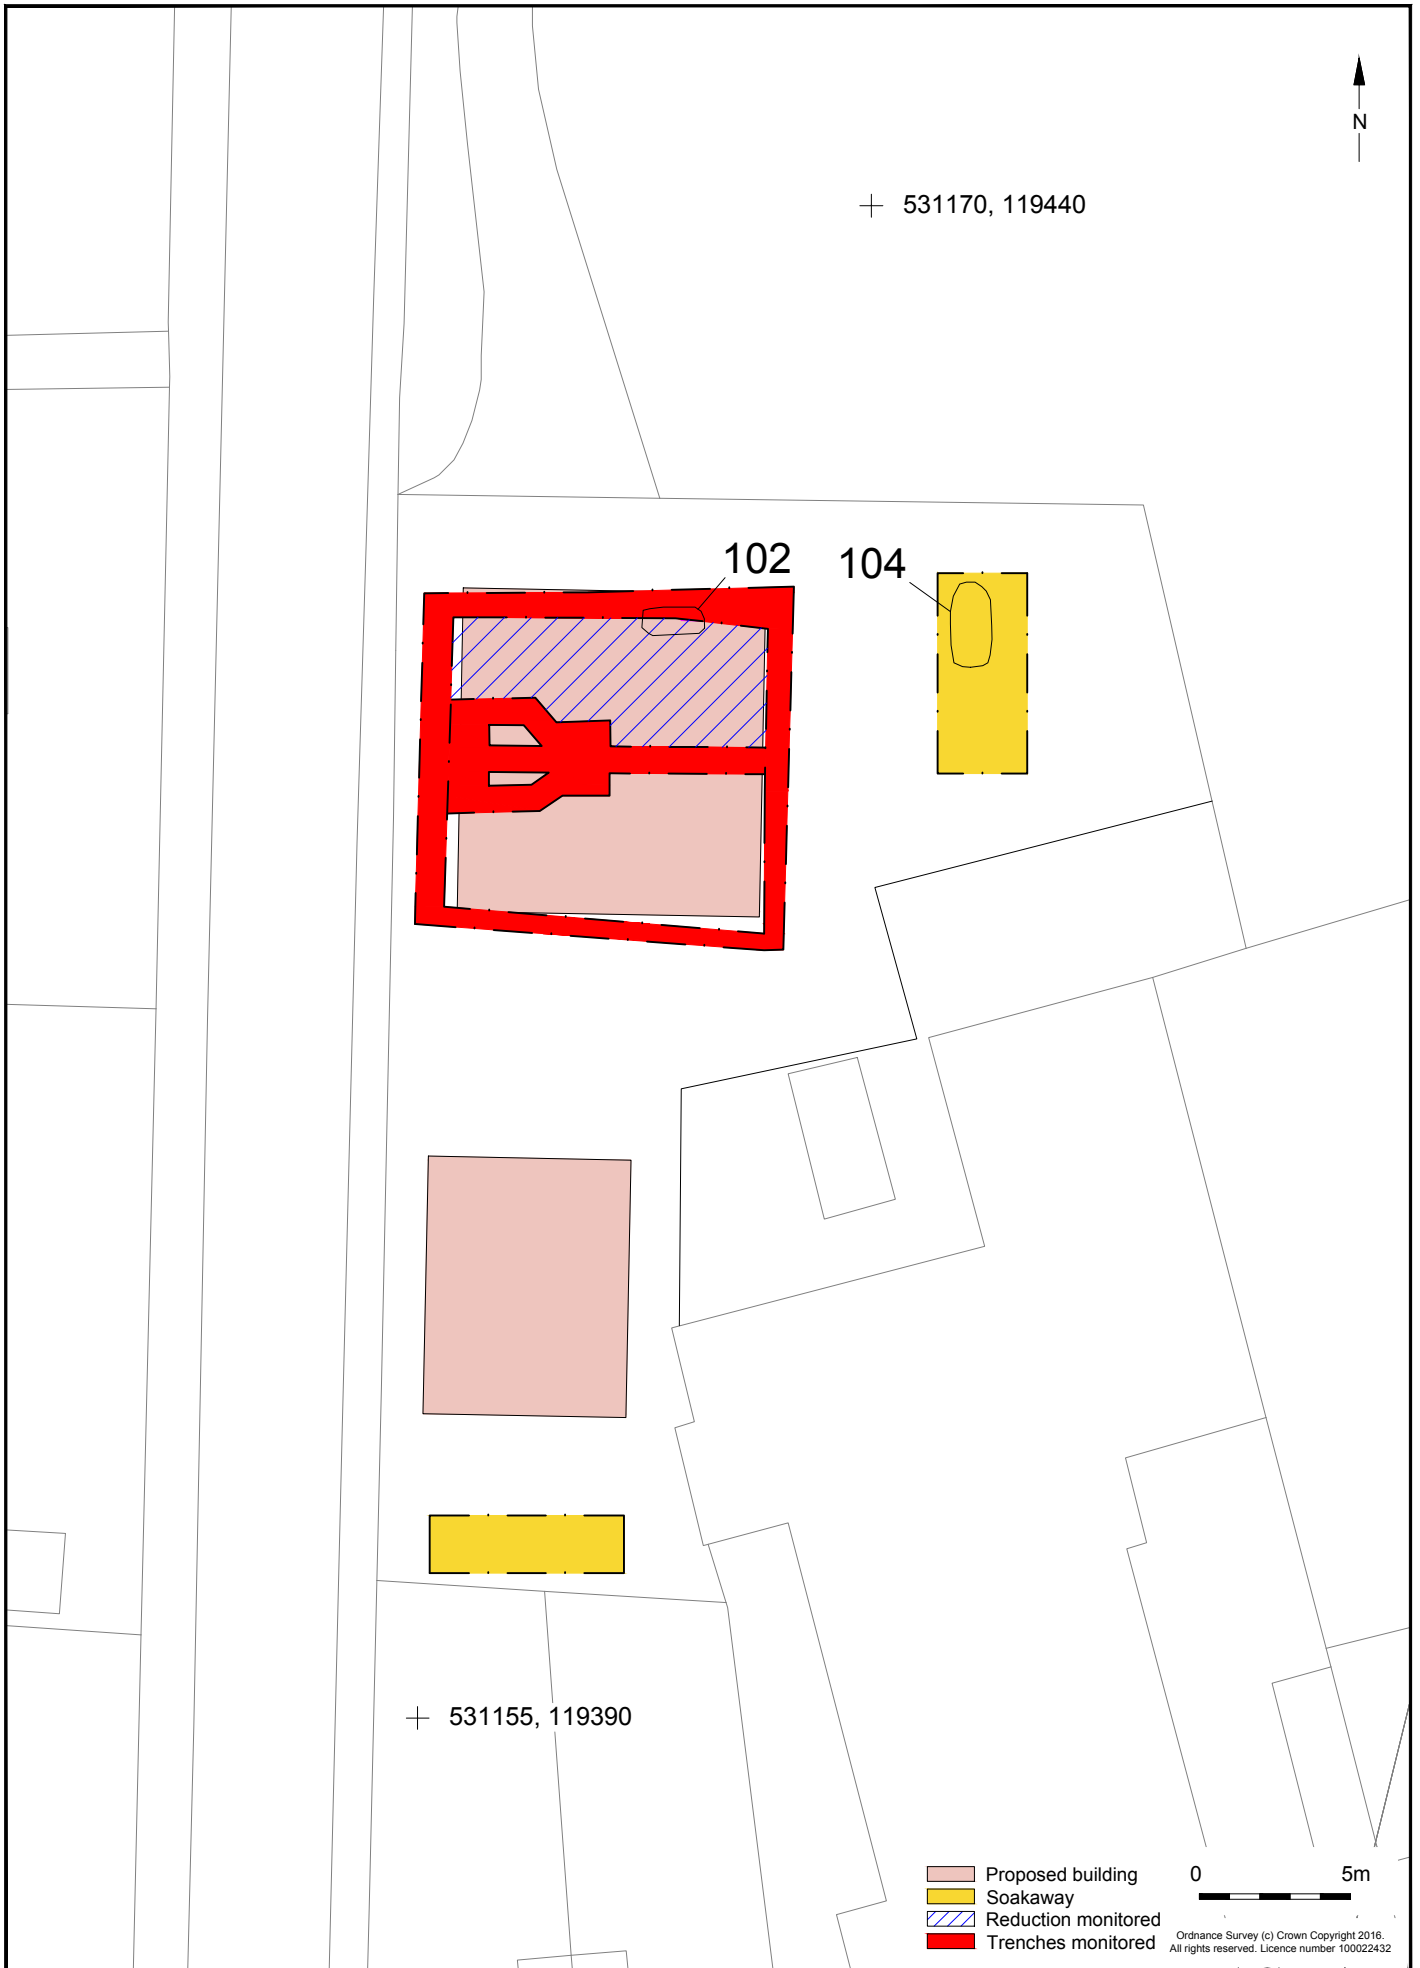 N
531170, 119440
102
104
531155, 119390
Proposed building
Soakaway
Reduction monitored
Trenches monitored
0 5m
Ordnance Survey (c) Crown Copyright 2016.
All rights reserved. Licence number 100022432